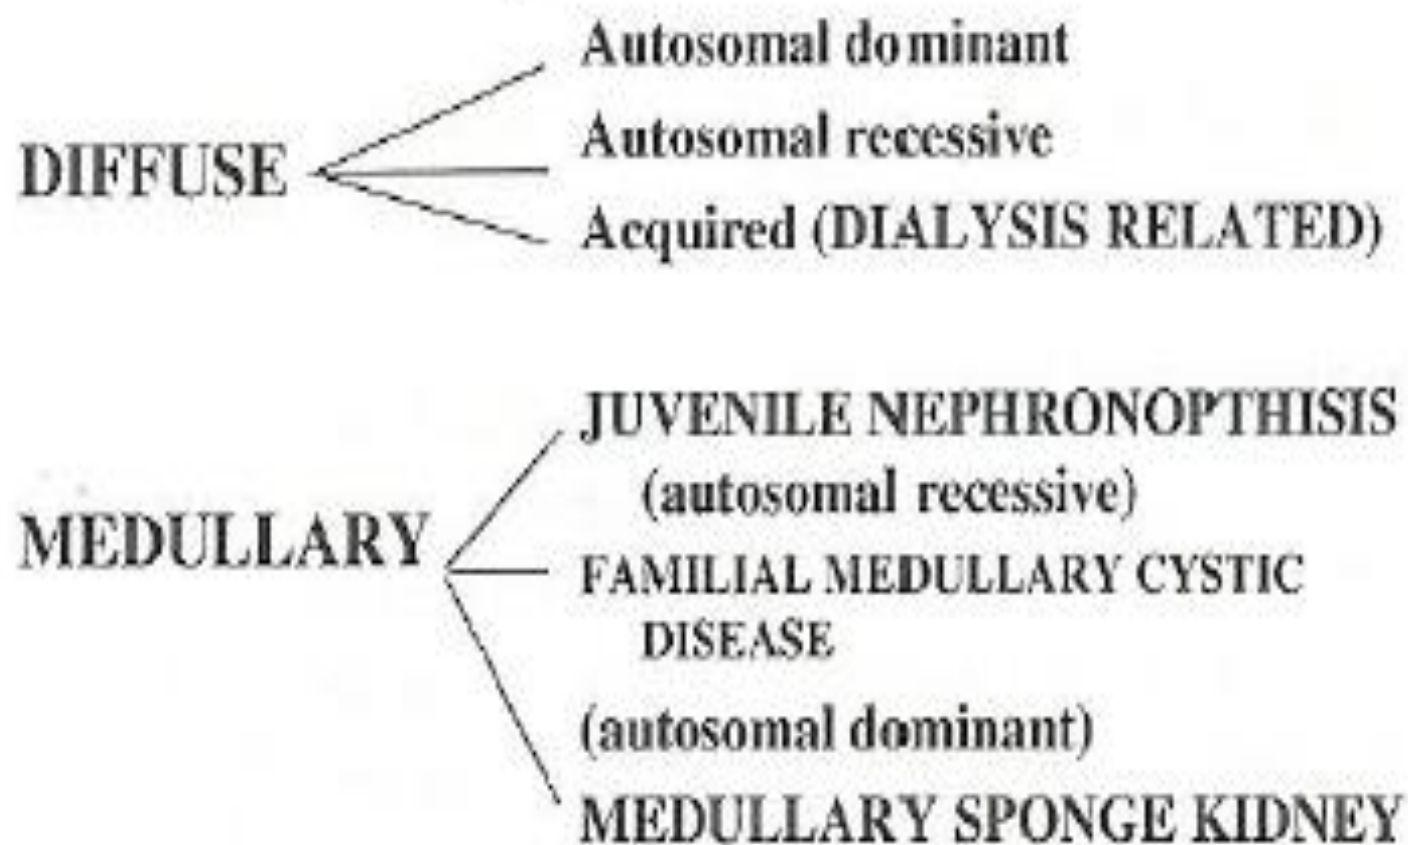 Autosomal dominant
Autosomal recessive
DIFFUSE
Acquired (DIALYSIS RELATED)
JUVENILE NEPHRONOPTHISIS
(autosomal recessive)
MEDULLARY
FAMILIAL MEDULLARY CYSTIC
DISEASE
(autosomal dominant)
MEDULLARY SPONGE KIDNEY